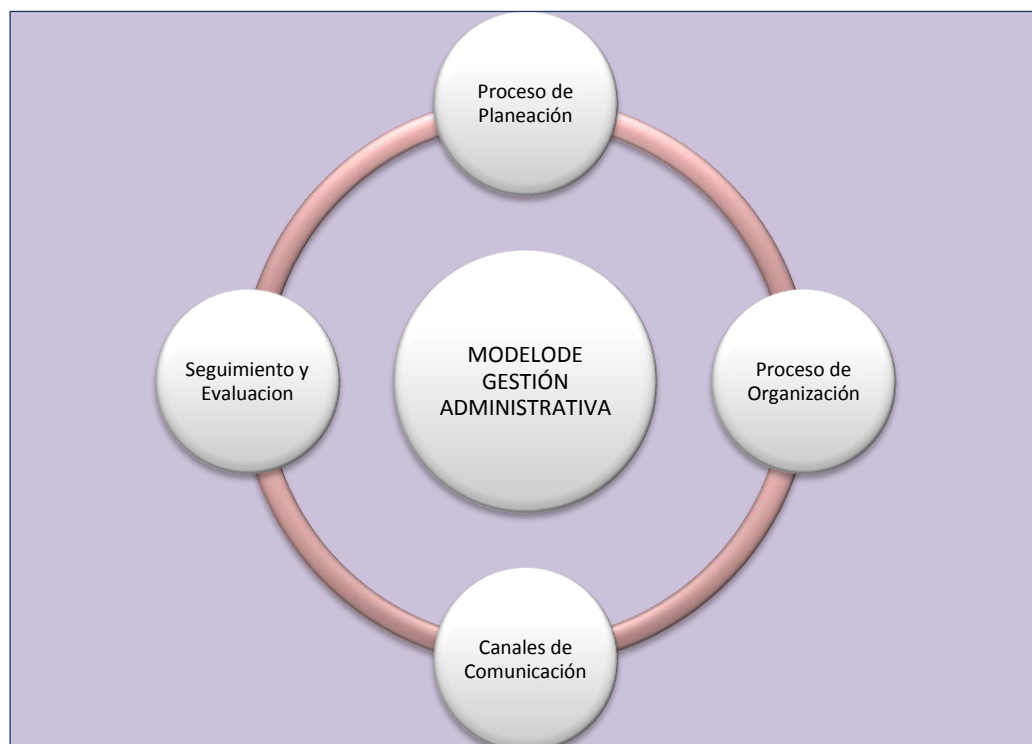 Proceso de
Planeación
Seguimiento y
Evaluacion
MODELODE
GESTIÓN
ADMINISTRATIVA
Proceso de
Organización
Canales de
Comunicación